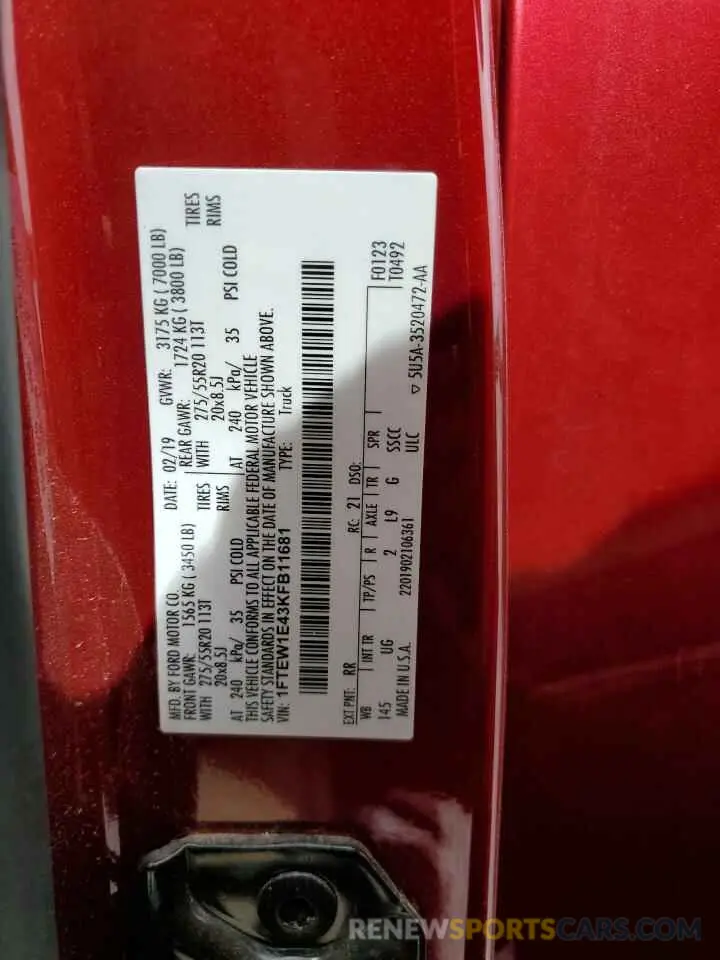 MFD. BY FORD MOTOR CO.
DATE: 02/19 GVWR: 3175 KG ( 7000 LB)
FRONT GAWR: 1565 KG ( 3450 LB) REAR GAWR: 1724 KG ( 3800 LB)
WITH 275/55R20 113T TIRES WITH 275/55R20 113T TIRES
20x8.5J RIMS 20x8.5J RIMS
AT 240 kPa/ 35 PSI COLD AT 240 kPa/ 35 PSI COLD
THIS VEHICLE CONFORMS TO ALL APPLICABLE FEDERAL MOTOR VEHICLE
SAFETY STANDARDS IN EFFECT ON THE DATE OF MANUFACTURE SHOWN ABOVE.
VIN: 1FTEW1E43KFB11681 TYPE: Truck
EXT PNT: RR RC: 21 DSO: F0123
WB INT TR TP/PS R AXLE TR SPR T0492
145 UG 2 L9 G SSCC
MADE IN U.S.A. 2201902106361 ULC
▽ 5U5A-3520472-AA
RENEWSPORTSCARS.COM